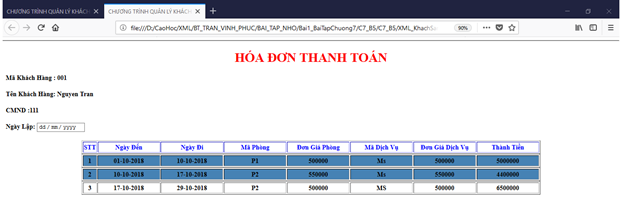 CHƯƠNG TRÌNH QUẢN LÝ KHÁCH
CHƯƠNG TRÌNH QUẢN LÝ KHÁCH
file:///D:/CaoHoc/XML/BT_TRAN_VINH_PHUC/BAI_TAP_NHO/Bai1_BaiTapChuong7/C7_BS/C7_BS/XML_KhachS
90%
HÓA ĐƠN THANH TOÁN
Mã Khách Hàng : 001
Tên Khách Hàng: Nguyen Tran
CMND :111
Ngày Lập: dd / mm / yyyy
STT Ngày Đến Ngày Đi Mã Phòng Đơn Giá Phòng Mã Dịch Vụ Đơn Giá Dịch Vụ Thành Tiền
1 01-10-2018 10-10-2018 P1 500000 Ms 500000 5000000
2 10-10-2018 17-10-2018 P2 550000 Ms 550000 4400000
3 17-10-2018 29-10-2018 P2 500000 MS 500000 6500000